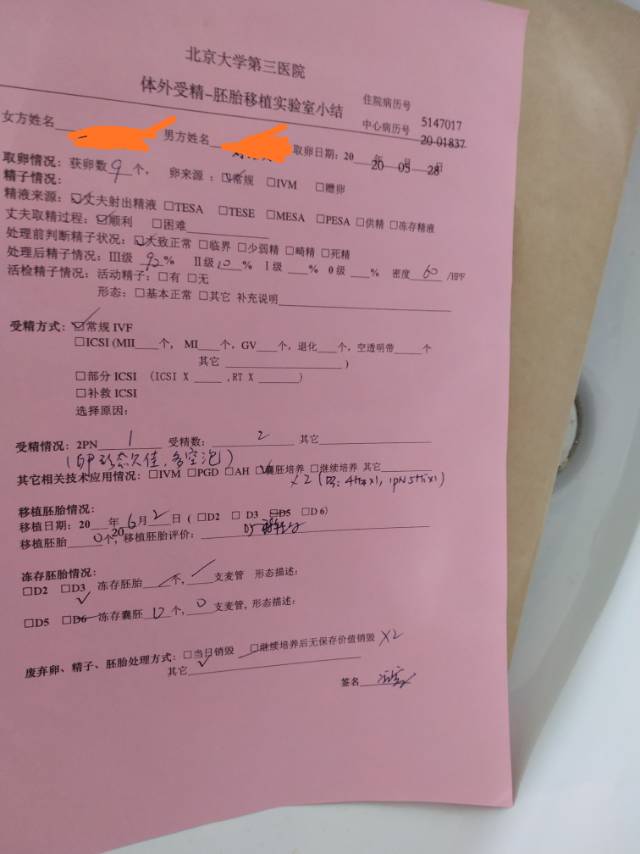 北京大学第三医院
体外受精-胚胎移植实验室小结
住院病历号 5147017
中心病历号 20-01837
女方姓名 男方姓名 取卵日期: 20 20 年 05 月 28 日
取卵情况: 获卵数 9 个, 卵来源: ☑常规 □IVM □赠卵
精子情况:
精液来源: ☑丈夫射出精液 □TESA □TESE □MESA □PESA □供精 □冻存精液
丈夫取精过程: ☑顺利 □困难
处理前判断精子状况: ☑大致正常 □临界 □少弱精 □畸精 □死精
处理后精子情况: III级 % II级 10 % I级 % 0级 % 密度 60 /HPF
活检精子情况: 活动精子: □有 □无
形态: □基本正常 □其它 补充说明
受精方式: ☑常规 IVF
□ICSI (MII 个, MI 个, GV 个, 退化 个, 空透明带 个
其它 )
□部分 ICSI (ICSI X , RT X )
□补救 ICSI
选择原因:
受精情况: 2PN 1 受精数: 2 其它
(卵 多空泡)
其它相关技术应用情况: □IVM □PGD □AH ☑囊胚培养 □继续培养 其它
X2
移植胚胎情况:
移植日期: 20 20 年 6 月 2 日 (□D2 □D3 □D5 □D6)
移植胚胎 0 个, 移植胚胎评价:
冻存胚胎情况:
□D2 □D3 冻存胚胎 个, 支麦管 形态描述:
□D5 □D6 冻存囊胚 0 个, 0 支麦管, 形态描述:
废弃卵、精子、胚胎处理方式: □当日销毁 □继续培养后无保存价值销毁 X2
其它
签名